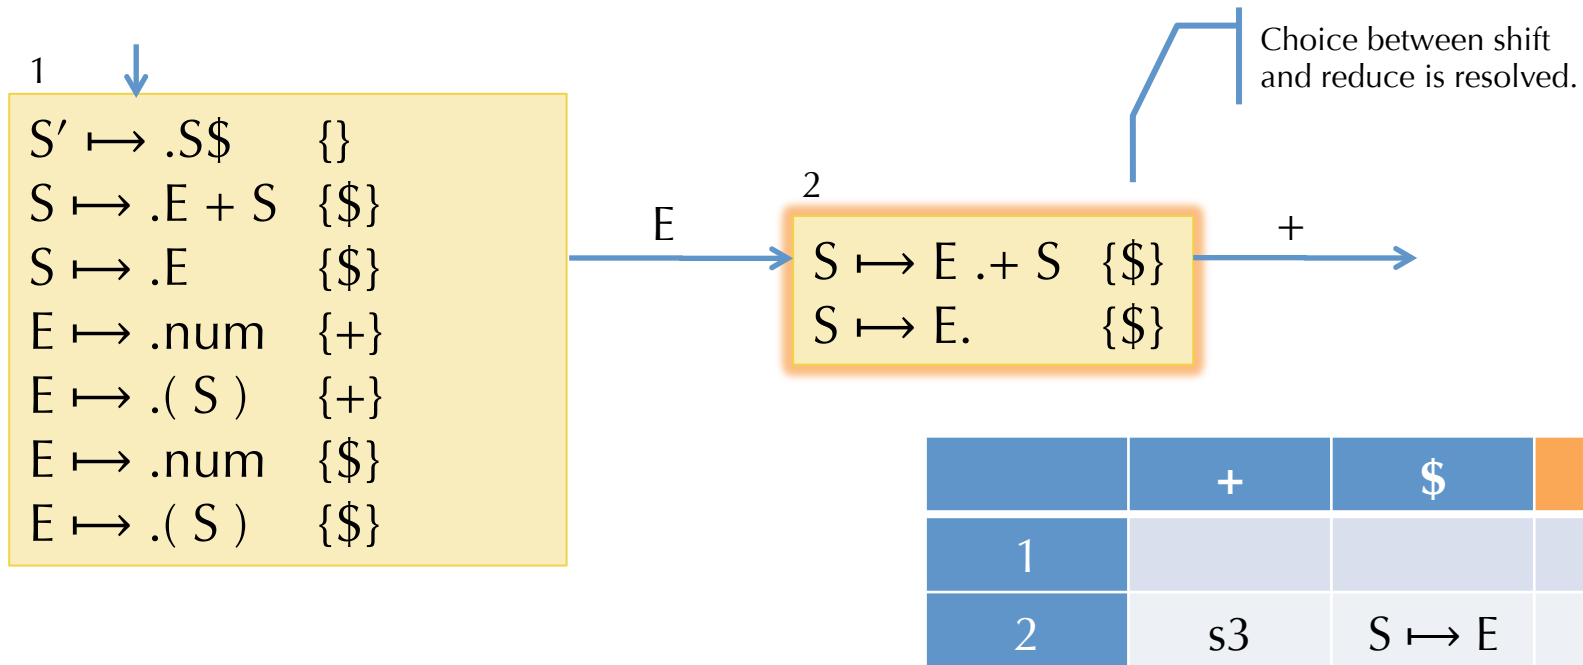 Choice between shift
and reduce is resolved.
1
S′ ⟼ .S$ {}
S ⟼ .E + S {$}
S ⟼ .E {$}
E ⟼ .num {+}
E ⟼ .( S ) {+}
E ⟼ .num {$}
E ⟼ .( S ) {$}
E
2
S ⟼ E .+ S {$}
S ⟼ E. {$}
+
+ $
1
2 s3 S ⟼ E